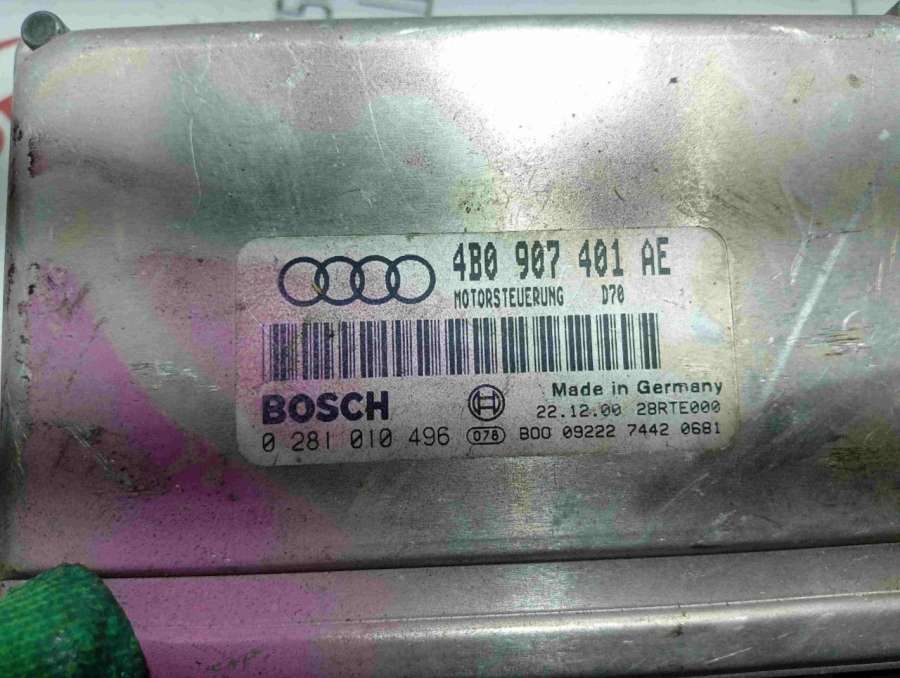 4B0 907 401 AE
MOTORSTEUERUNG D70
BOSCH
Made in Germany
22.12.00 28RTE000
0 281 010 496 078 B00 09222 7442 0681